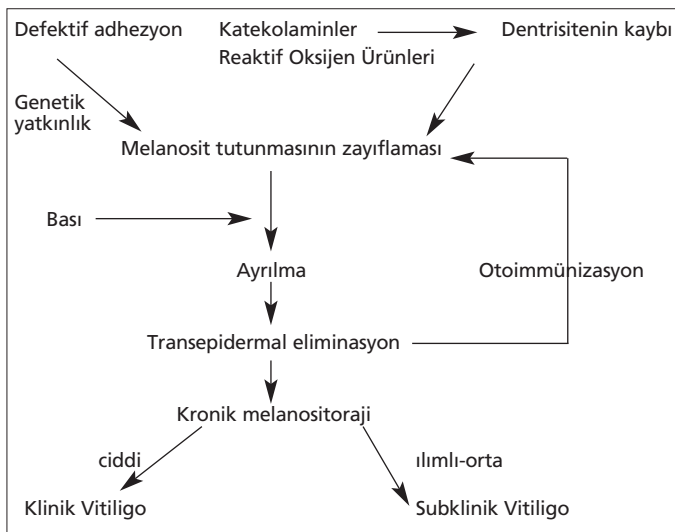 Defektif adhezyon
Katekolaminler
Reaktif Oksijen Ürünleri
Dentrisitenin kaybı
Genetik
yatkınlık
Melanosit tutunmasının zayıflaması
Bası
Ayrılma
Otoimmünizasyon
Transepidermal eliminasyon
Kronik melanositoraji
ciddi
ılımlı-orta
Klinik Vitiligo
Subklinik Vitiligo